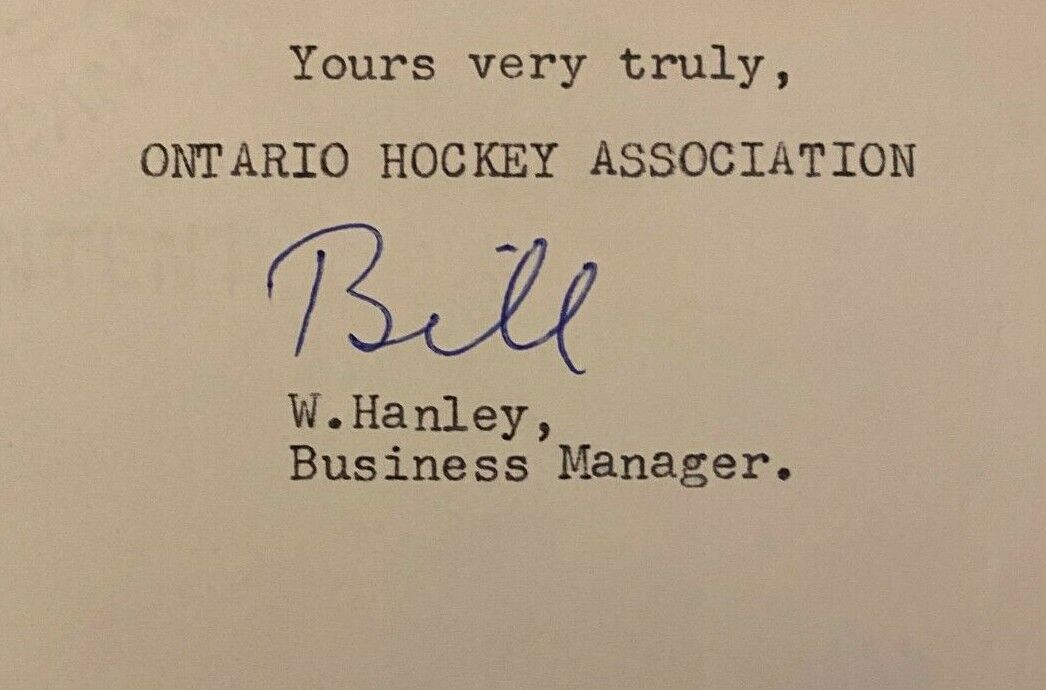 Yours very truly,
ONTARIO HOCKEY ASSOCIATION
Bill
W.Hanley,
Business Manager.